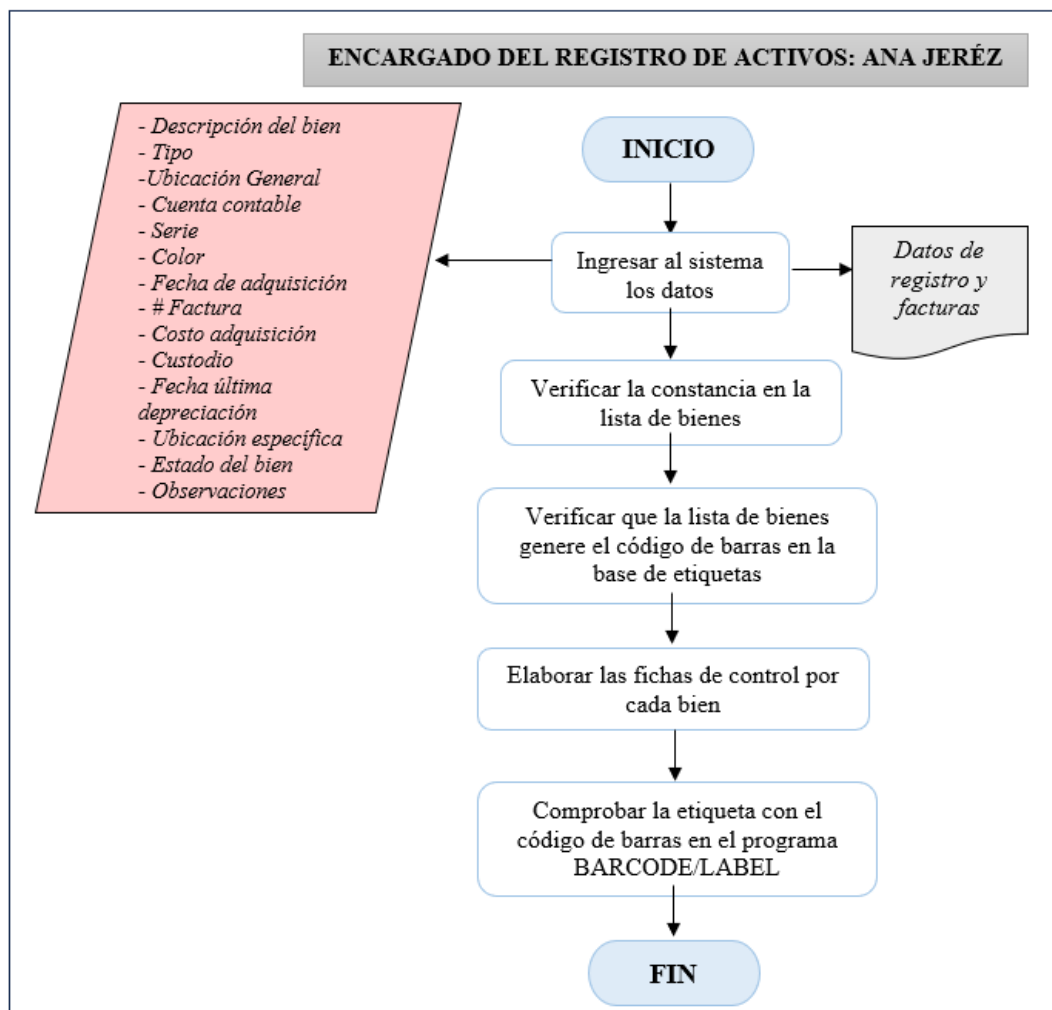 ENCARGADO DEL REGISTRO DE ACTIVOS: ANA JERÉZ
- Descripción del bien
- Tipo
-Ubicación General
- Cuenta contable
- Serie
- Color
- Fecha de adquisición
- # Factura
- Costo adquisición
- Custodio
- Fecha última
depreciación
- Ubicación específica
- Estado del bien
- Observaciones
INICIO
Ingresar al sistema
los datos
Datos de
registro y
facturas
Verificar la constancia en la
lista de bienes
Verificar que la lista de bienes
genere el código de barras en la
base de etiquetas
Elaborar las fichas de control por
cada bien
Comprobar la etiqueta con el
código de barras en el programa
BARCODE/LABEL
FIN